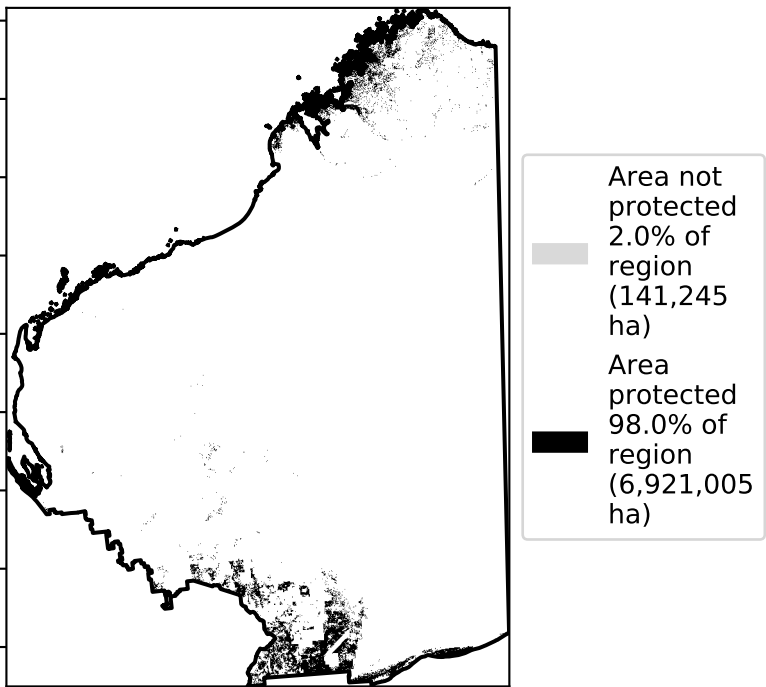 Area not
protected
2.0% of
region
(141,245
ha)
Area
protected
98.0% of
region
(6,921,005
ha)